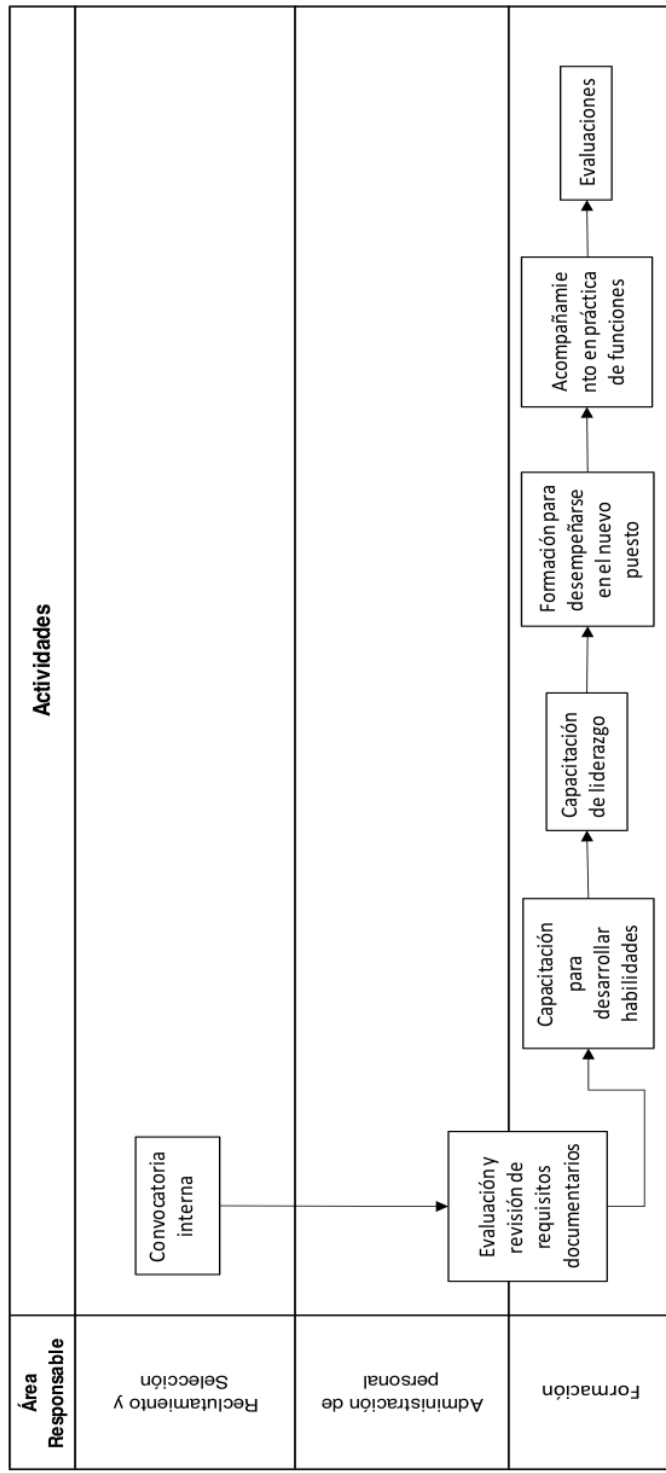 Área
Responsable
Actividades
Reclutamiento y
Selección
Convocatoria
interna
Administración de
personal
Evaluación y
revisión de
requisitos
documentarios
Formación
Capacitación
para
desarrollar
habilidades
Capacitación
de liderazgo
Formación para
desempeñarse
en el nuevo
puesto
Acompañamie
nto en práctica
de funciones
Evaluaciones